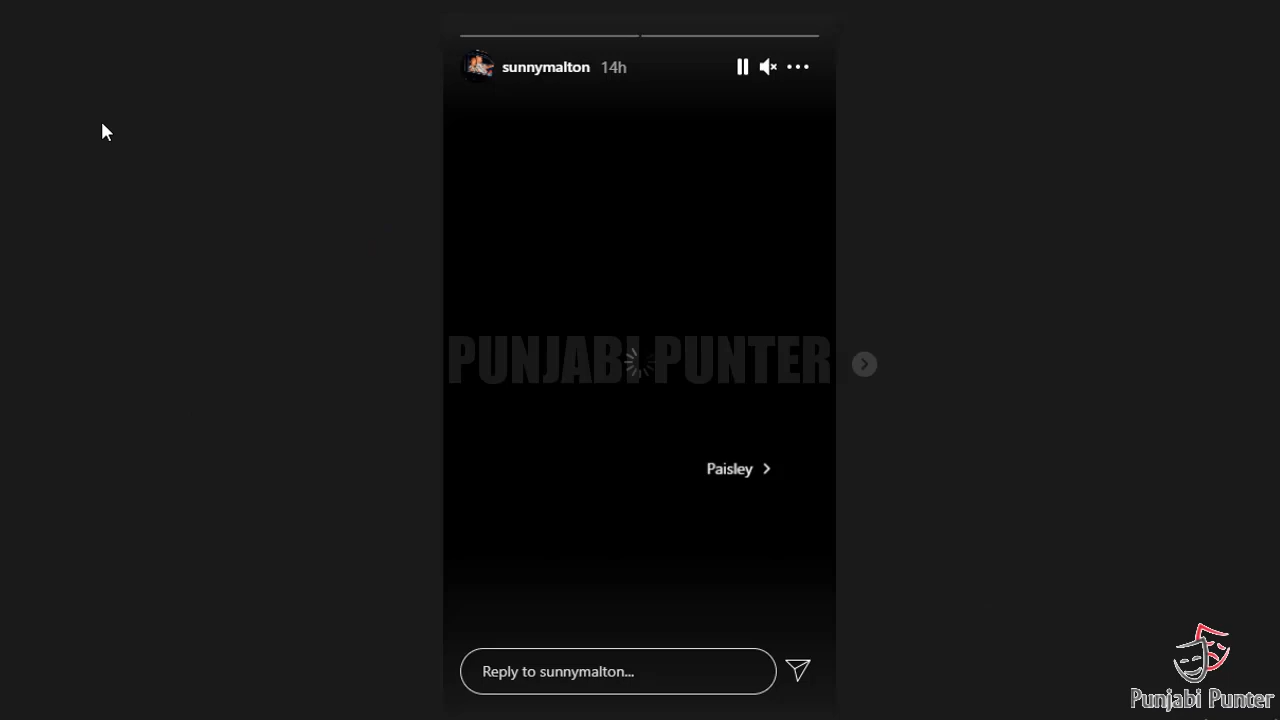 sunnymalton 14h
PUNJABI PUNTER
Paisley
Reply to sunnymalton...
Punjabi Punter